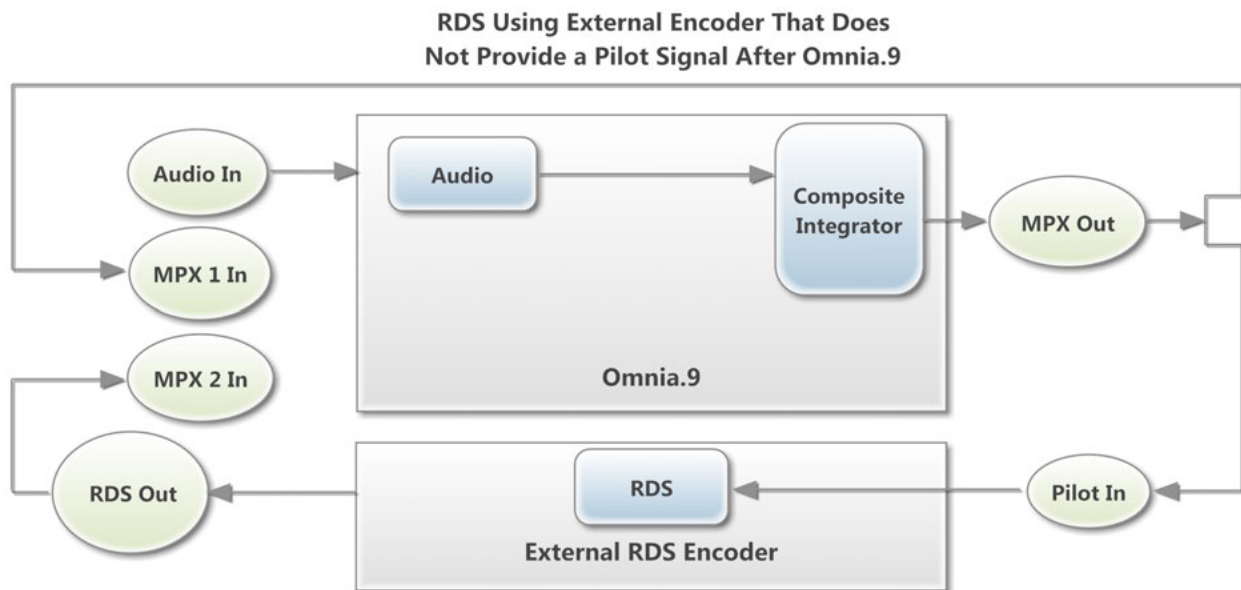 RDS Using External Encoder That Does
Not Provide a Pilot Signal After Omnia.9
Audio In
Audio
Composite
Integrator
MPX Out
MPX 1 In
MPX 2 In
Omnia.9
RDS Out
RDS
Pilot In
External RDS Encoder